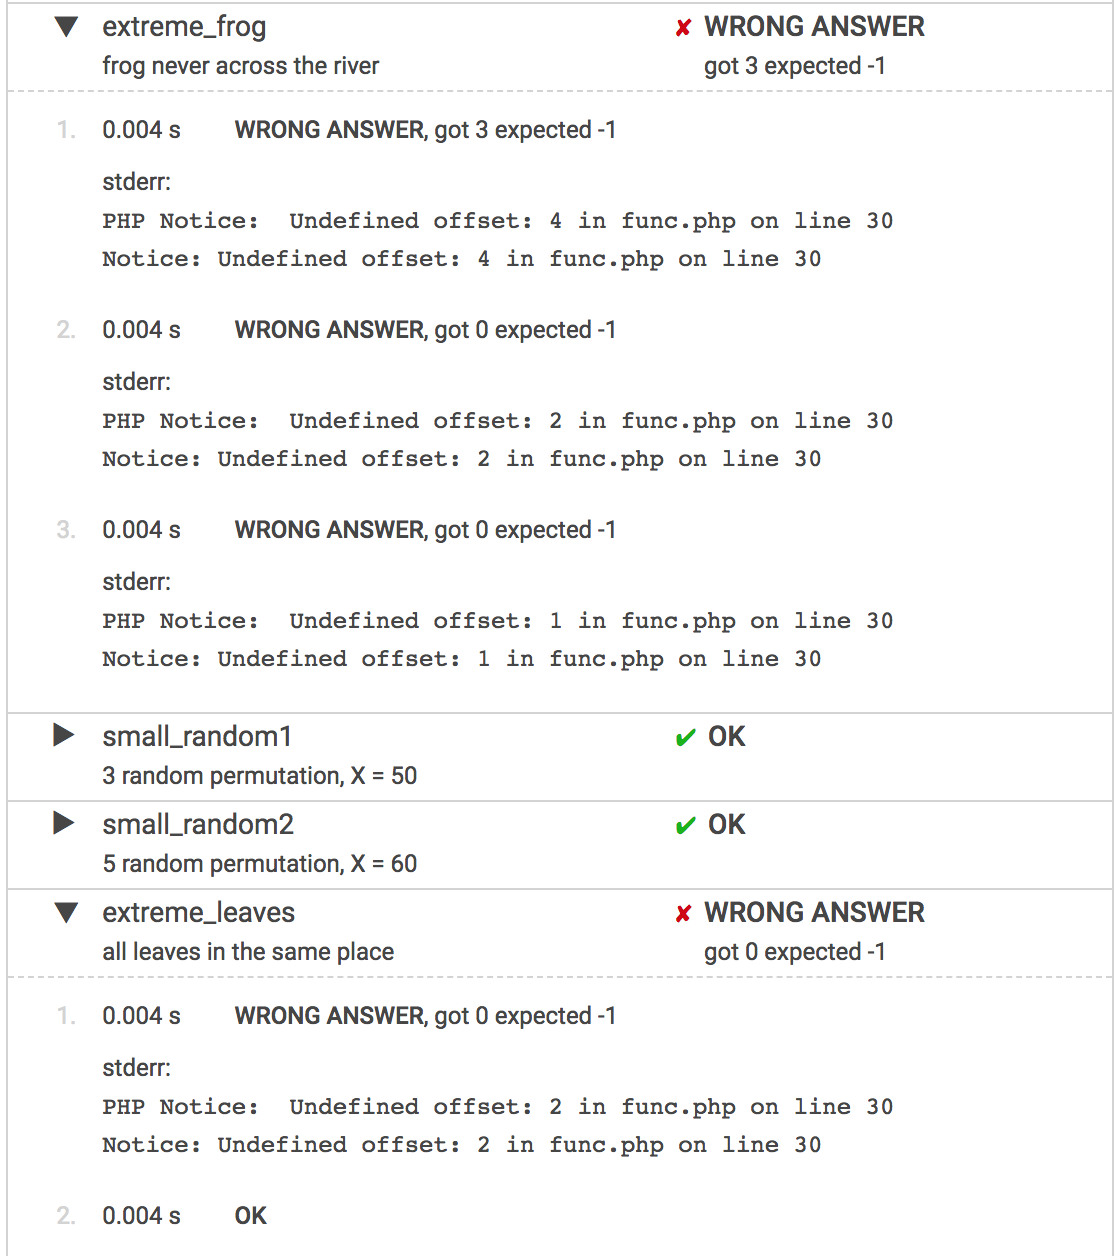 ▼ extreme_frog ✘ WRONG ANSWER
frog never across the river got 3 expected -1
1. 0.004 s WRONG ANSWER, got 3 expected -1
stderr:
PHP Notice:  Undefined offset: 4 in func.php on line 30
Notice: Undefined offset: 4 in func.php on line 30
2. 0.004 s WRONG ANSWER, got 0 expected -1
stderr:
PHP Notice:  Undefined offset: 2 in func.php on line 30
Notice: Undefined offset: 2 in func.php on line 30
3. 0.004 s WRONG ANSWER, got 0 expected -1
stderr:
PHP Notice:  Undefined offset: 1 in func.php on line 30
Notice: Undefined offset: 1 in func.php on line 30
▶ small_random1 ✔ OK
3 random permutation, X = 50
▶ small_random2 ✔ OK
5 random permutation, X = 60
▼ extreme_leaves ✘ WRONG ANSWER
all leaves in the same place got 0 expected -1
1. 0.004 s WRONG ANSWER, got 0 expected -1
stderr:
PHP Notice:  Undefined offset: 2 in func.php on line 30
Notice: Undefined offset: 2 in func.php on line 30
2. 0.004 s OK